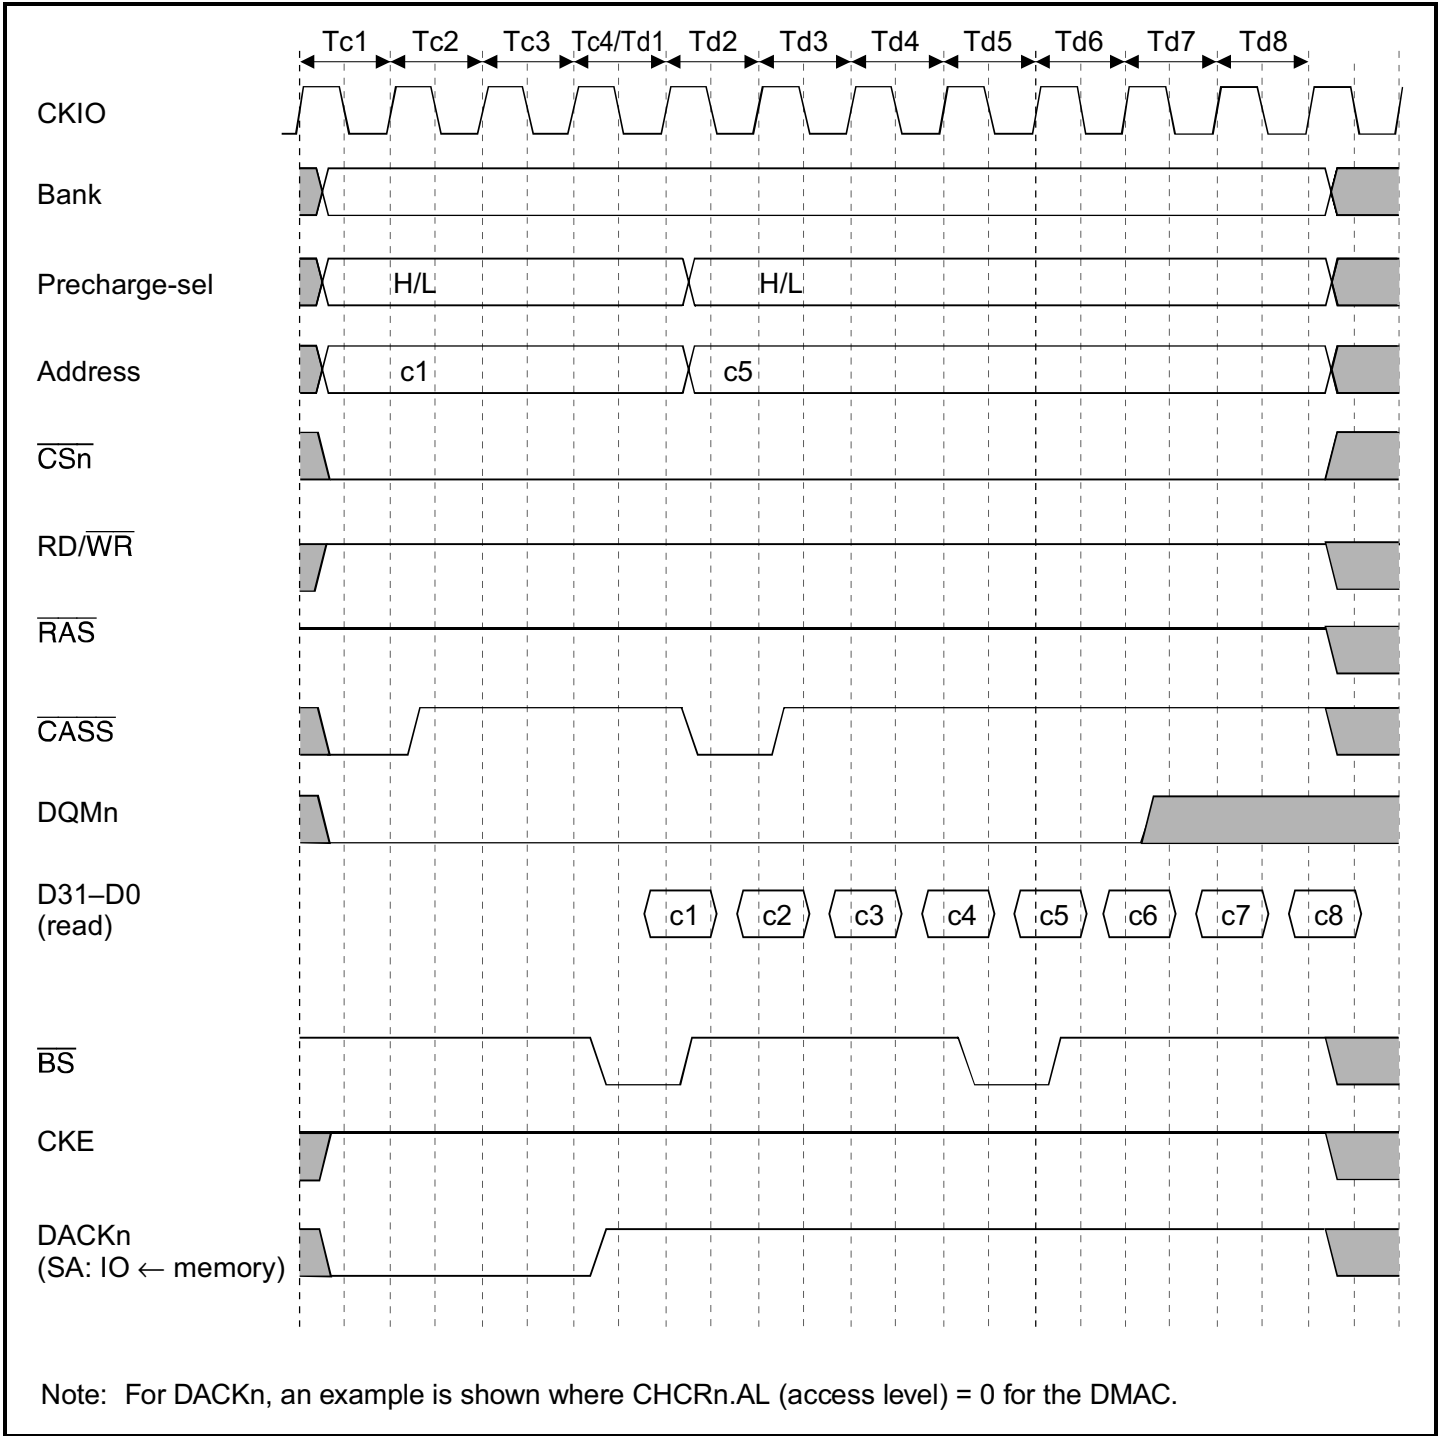 Tc1 Tc2 Tc3 Tc4/Td1 Td2 Td3 Td4 Td5 Td6 Td7 Td8
CKIO
Bank
Precharge-sel H/L H/L
Address c1 c5
CSn
RD/WR
RAS
CASS
DQMn
D31–D0
(read)
c1 c2 c3 c4 c5 c6 c7 c8
BS
CKE
DACKn
(SA: IO ← memory)
Note: For DACKn, an example is shown where CHCRn.AL (access level) = 0 for the DMAC.